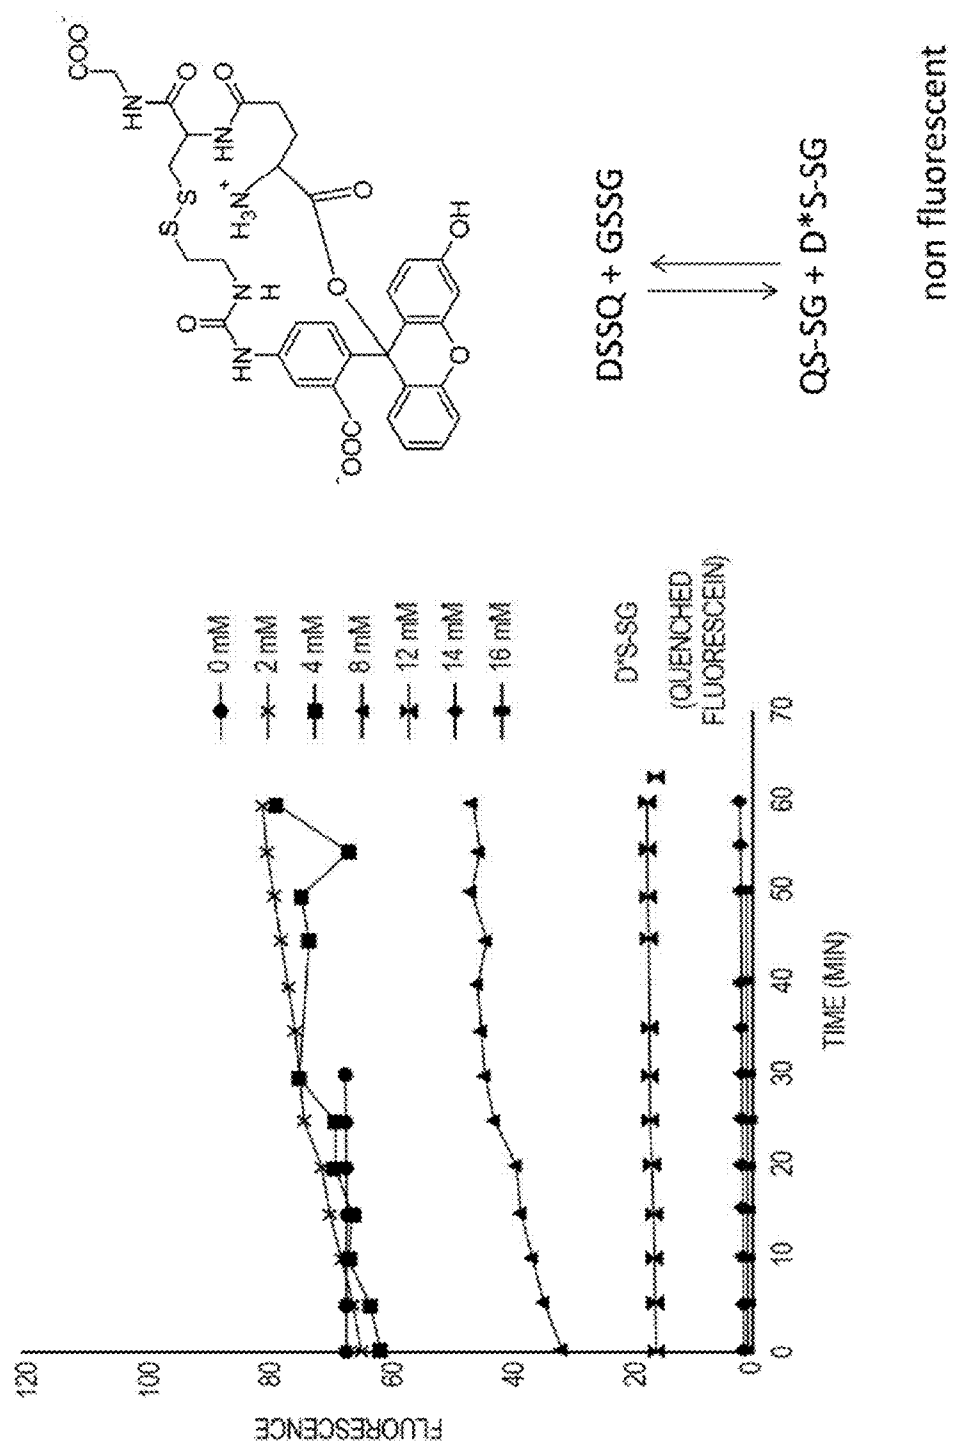 FLUORESCENCE
120
100
80
60
40
20
0
0
10
20
30
40
50
60
70
TIME (MIN)
0 mM
2 mM
4 mM
8 mM
12 mM
14 mM
16 mM
D*S-SG
(QUENCHED
FLUORESCEIN)
COO-
HN
O
O
HN
S
S
H3N+
O
O
N
H
O
HN
-OOC
O
OH
DSSQ + GSSG
QS-SG + D*S-SG
non fluorescent